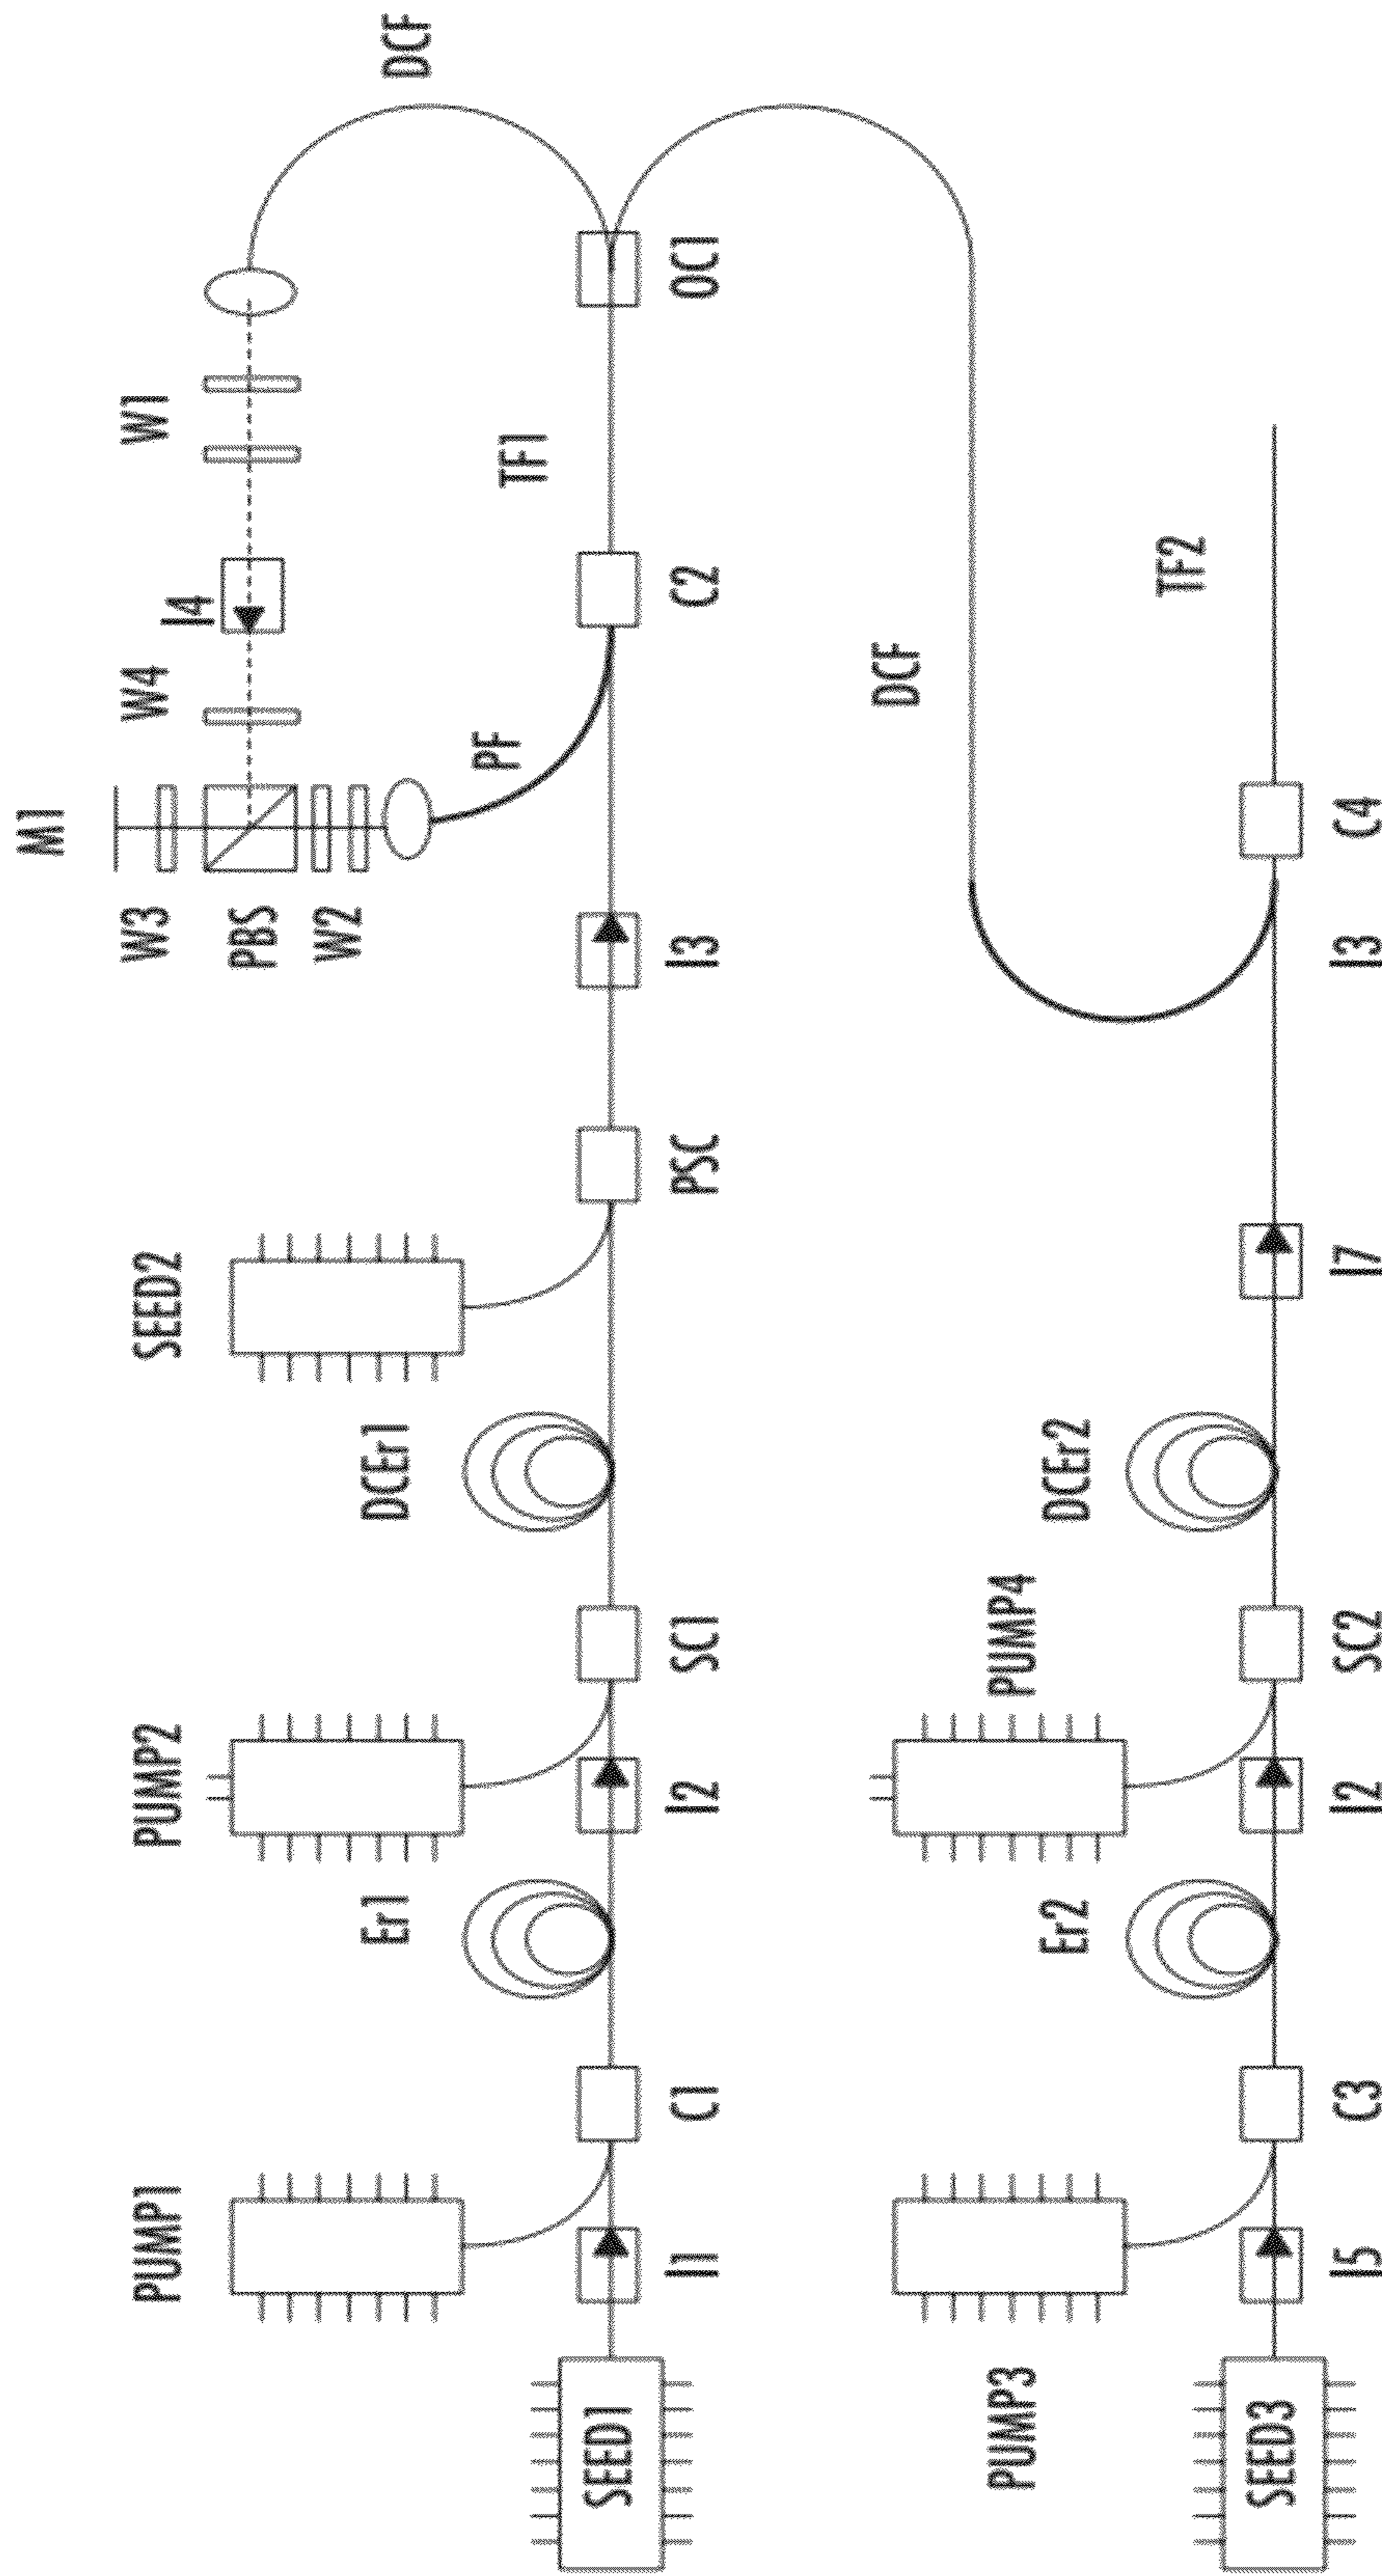 M1
W3
PBS
W2
W4
I4
W1
DCF
PF
TF1
PUMP1
PUMP2
SEED2
Er1
DCEr1
SEED1
I1
C1
I2
SC1
PSC
I3
C2
OC1
DCF
TF2
PUMP3
PUMP4
Er2
DCEr2
SEED3
I5
C3
I2
SC2
I7
I3
C4